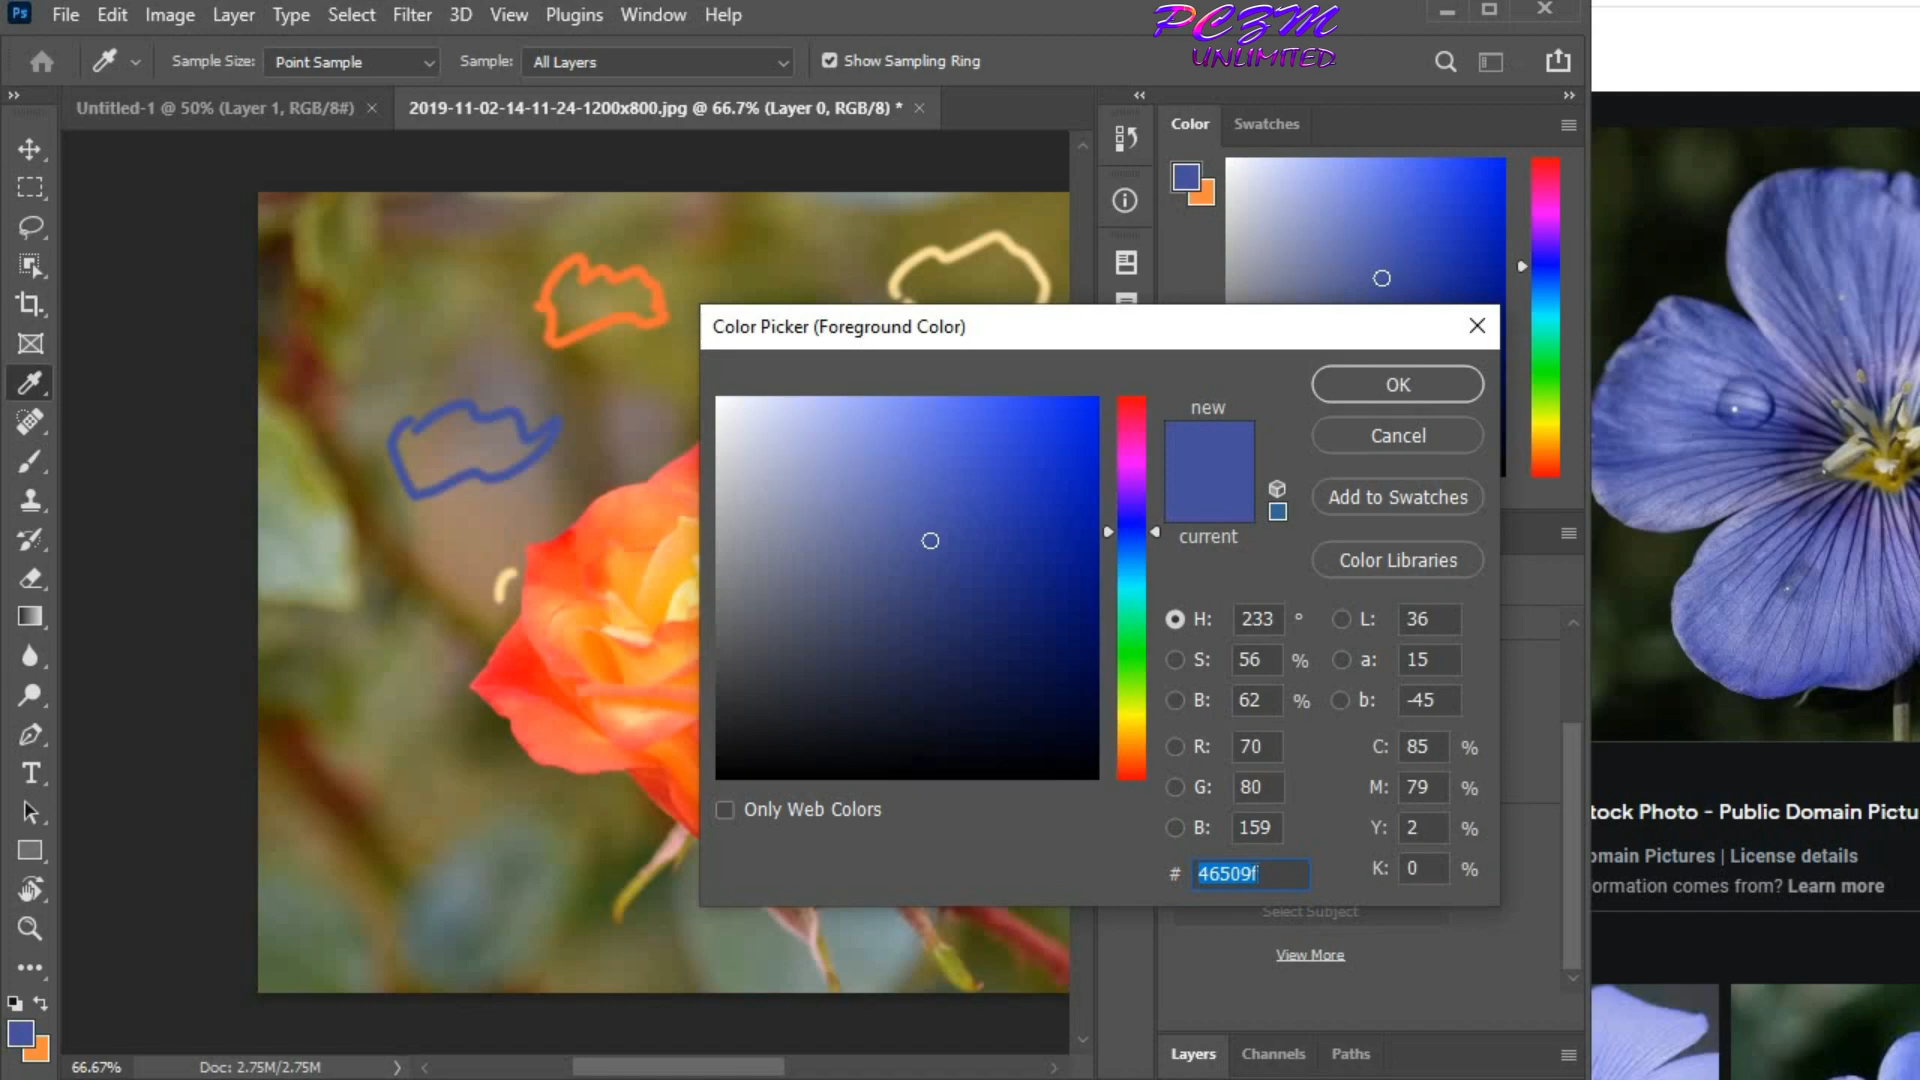 Ps File Edit Image Layer Type Select Filter 3D View Plugins Window Help
PCZM
UNLIMITED
Sample Size: Point Sample Sample: All Layers Show Sampling Ring
Untitled-1 @ 50% (Layer 1, RGB/8#) × 2019-11-02-14-11-24-1200x800.jpg @ 66.7% (Layer 0, RGB/8) * ×
Color Swatches
Color Picker (Foreground Color)
new
current
OK
Cancel
Add to Swatches
Color Libraries
H: 233 ° L: 36
S: 56 % a: 15
B: 62 % b: -45
R: 70 C: 85 %
G: 80 M: 79 %
B: 159 Y: 2 %
# 46509f K: 0 %
Only Web Colors
Select Subject
View More
Layers Channels Paths
66.67% Doc: 2.75M/2.75M
tock Photo - Public Domain Pictu
omain Pictures | License details
ormation comes from? Learn more